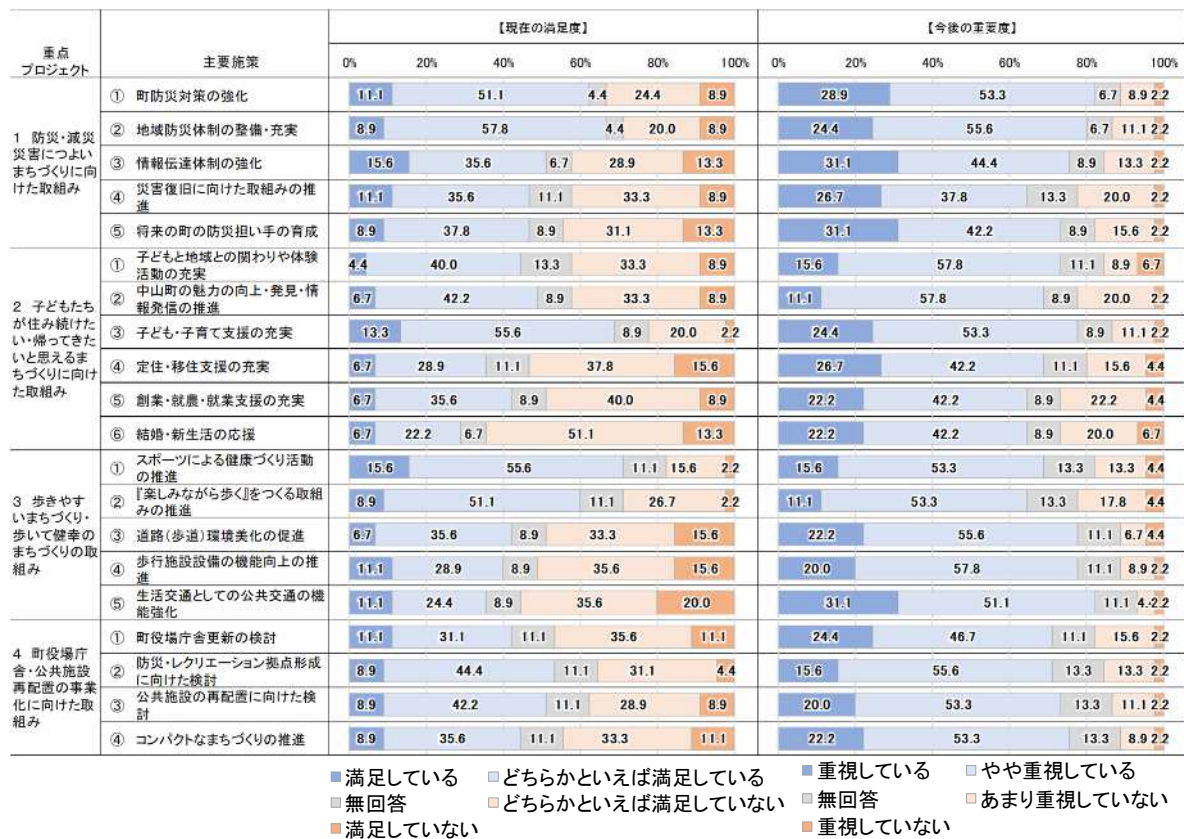 【現在の満足度】 【今後の重要度】
重点
プロジェクト
主要施策
0% 20% 40% 60% 80% 100% 0% 20% 40% 60% 80% 100%
1 防災・減災
災害につよい
まちづくりに向
けた取組み
① 町防災対策の強化 11.1 51.1 4.4 24.4 8.9 28.9 53.3 6.7 8.9 2.2
② 地域防災体制の整備・充実 8.9 57.8 4.4 20.0 8.9 24.4 55.6 6.7 11.1 2.2
③ 情報伝達体制の強化 15.6 35.6 6.7 28.9 13.3 31.1 44.4 8.9 13.3 2.2
④ 災害復旧に向けた取組みの推
進 11.1 35.6 11.1 33.3 8.9 26.7 37.8 13.3 20.0 2.2
⑤ 将来の町の防災担い手の育成 8.9 37.8 8.9 31.1 13.3 31.1 42.2 8.9 15.6 2.2
2 子どもたち
が住み続けた
い・帰ってきた
いと思えるま
ちづくりに向け
た取組み
① 子どもと地域との関わりや体験
活動の充実 4.4 40.0 13.3 33.3 8.9 15.6 57.8 11.1 8.9 6.7
② 中山町の魅力の向上・発見・情
報発信の推進 6.7 42.2 8.9 33.3 8.9 11.1 57.8 8.9 20.0 2.2
③ 子ども・子育て支援の充実 13.3 55.6 8.9 20.0 2.2 24.4 53.3 8.9 11.1 2.2
④ 定住・移住支援の充実 6.7 28.9 11.1 37.8 15.6 26.7 42.2 11.1 15.6 4.4
⑤ 創業・就農・就業支援の充実 6.7 35.6 8.9 40.0 8.9 22.2 42.2 8.9 22.2 4.4
⑥ 結婚・新生活の応援 6.7 22.2 6.7 51.1 13.3 22.2 42.2 8.9 20.0 6.7
3 歩きやす
いまちづくり・
歩いて健幸の
まちづくりの取
組み
① スポーツによる健康づくり活動
の推進 15.6 55.6 11.1 15.6 2.2 15.6 53.3 13.3 13.3 4.4
② 『楽しみながら歩く』をつくる取組
みの推進 8.9 51.1 11.1 26.7 2.2 11.1 53.3 13.3 17.8 4.4
③ 道路(歩道)環境美化の促進 6.7 35.6 8.9 33.3 15.6 22.2 55.6 11.1 6.7 4.4
④ 歩行施設設備の機能向上の推
進 11.1 28.9 8.9 35.6 15.6 20.0 57.8 11.1 8.9 2.2
⑤ 生活交通としての公共交通の機
能強化 11.1 24.4 8.9 35.6 20.0 31.1 51.1 11.1 4.2 2.2
4 町役場庁
舎・公共施設
再配置の事業
化に向けた取
組み
① 町役場庁舎更新の検討 11.1 31.1 11.1 35.6 11.1 24.4 46.7 11.1 15.6 2.2
② 防災・レクリエーション拠点形成
に向けた検討 8.9 44.4 11.1 31.1 4.4 15.6 55.6 13.3 13.3 2.2
③ 公共施設の再配置に向けた検
討 8.9 42.2 11.1 28.9 8.9 20.0 53.3 13.3 11.1 2.2
④ コンパクトなまちづくりの推進 8.9 35.6 11.1 33.3 11.1 22.2 53.3 13.3 8.9 2.2
満足している どちらかといえば満足している
無回答 どちらかといえば満足していない
満足していない
重視している やや重視している
無回答 あまり重視していない
重視していない